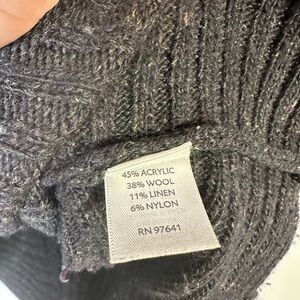 45% ACRYLIC
38% WOOL
11% LINEN
6% NYLON
RN 97641